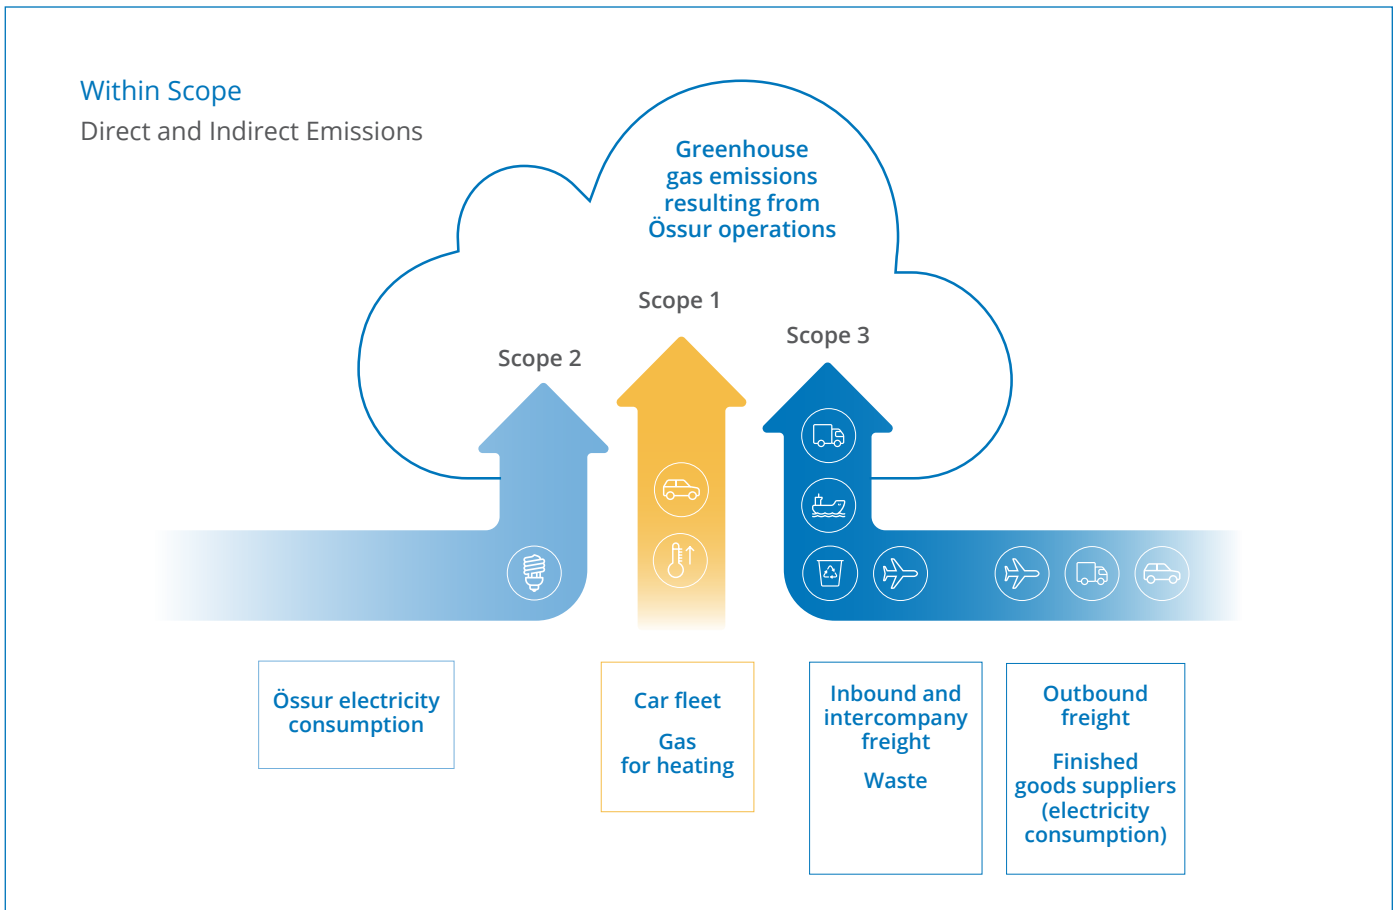 Within Scope
Direct and Indirect Emissions
Greenhouse
gas emissions
resulting from
Össur operations
Scope 1
Scope 2
Scope 3
Össur electricity
consumption
Car fleet
Gas
for heating
Inbound and
intercompany
freight
Waste
Outbound
freight
Finished
goods suppliers
(electricity
consumption)